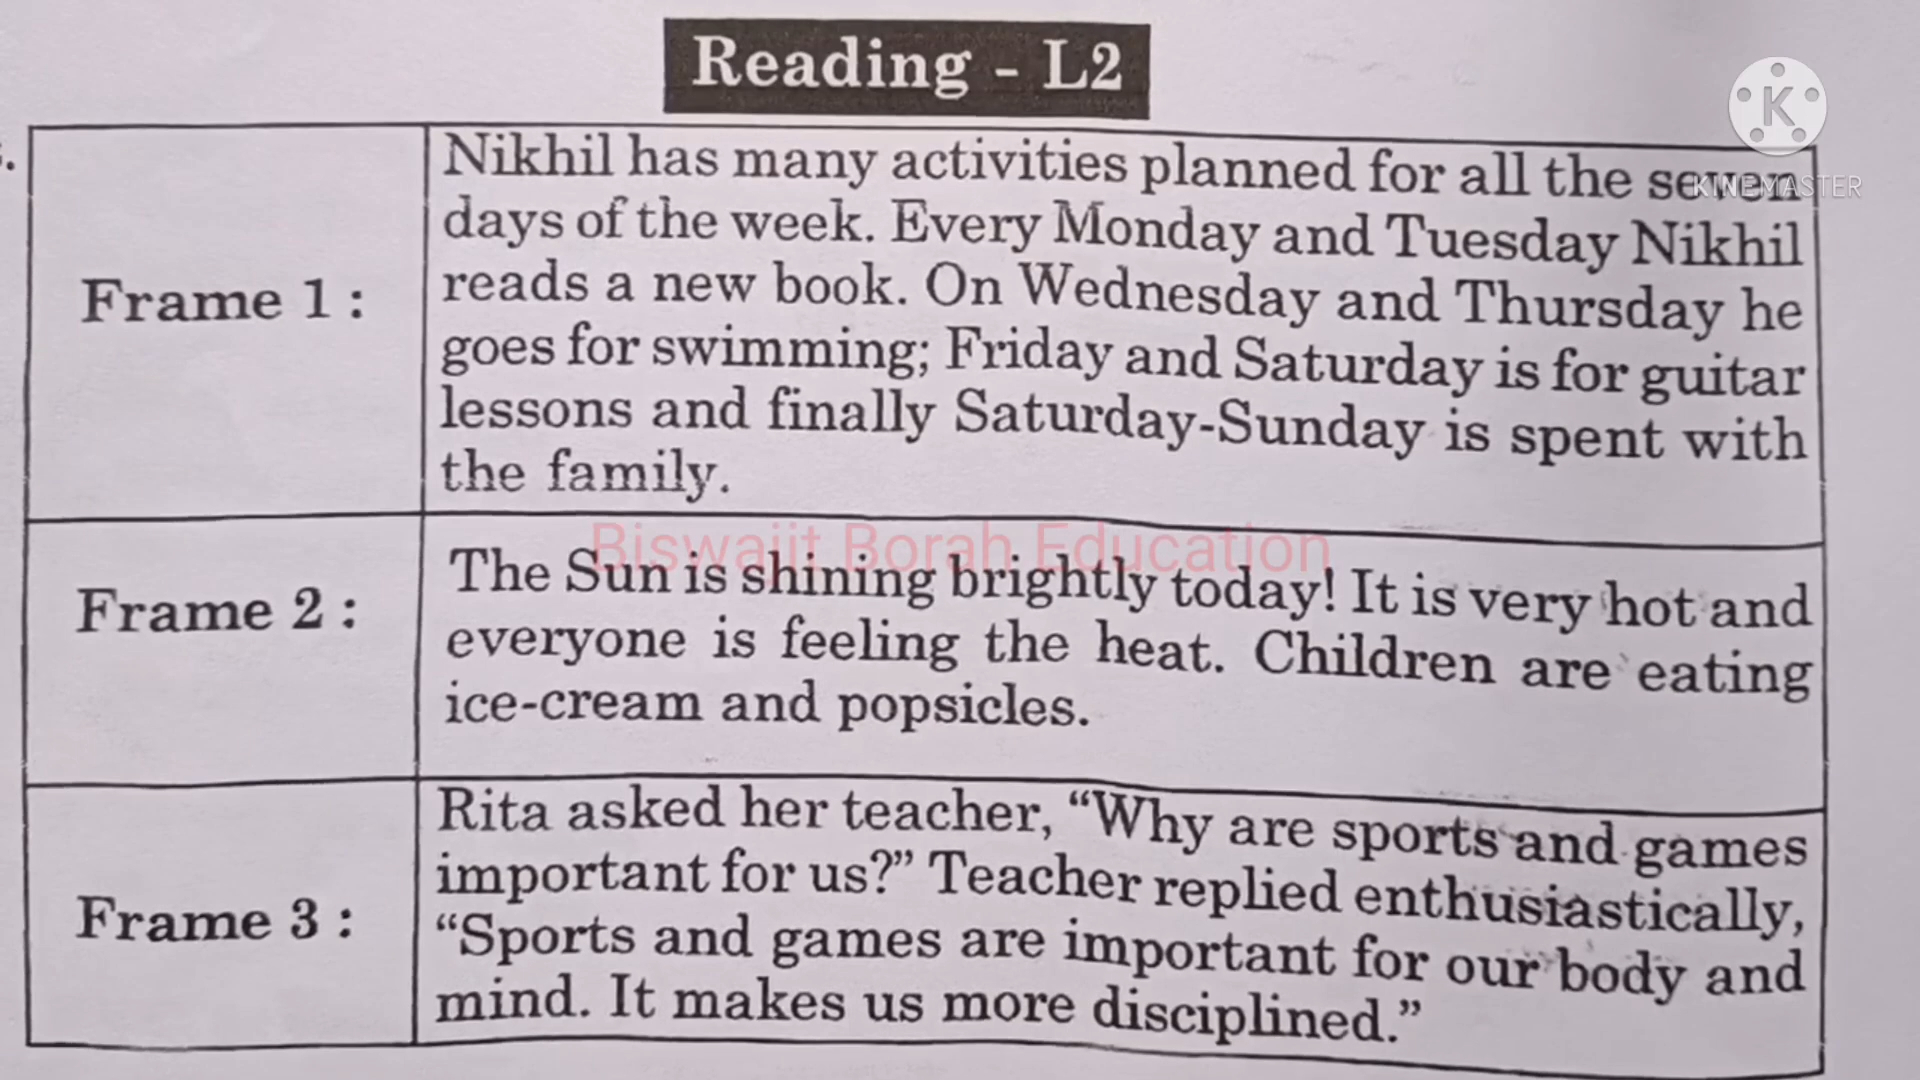 Reading - L2
KINEMASTER
Frame 1 :
Nikhil has many activities planned for all the seven
days of the week. Every Monday and Tuesday Nikhil
reads a new book. On Wednesday and Thursday he
goes for swimming; Friday and Saturday is for guitar
lessons and finally Saturday-Sunday is spent with
the family.
Biswajit Borah Education
Frame 2 :
The Sun is shining brightly today! It is very hot and
everyone is feeling the heat. Children are eating
ice-cream and popsicles.
Frame 3 :
Rita asked her teacher, “Why are sports and games
important for us?” Teacher replied enthusiastically,
“Sports and games are important for our body and
mind. It makes us more disciplined.”